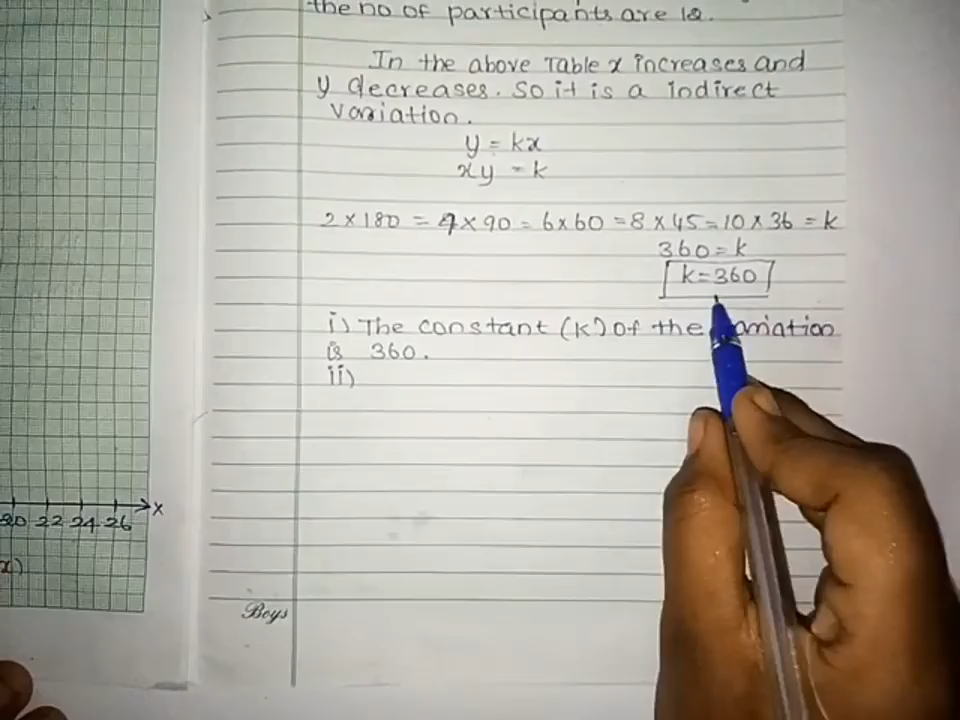 the no of participants are 12.
In the above Table x increases and
y decreases. So it is a indirect
Variation.
y = kx
xy = k
2 x 180 = 4 x 90 = 6 x 60 = 8 x 45 = 10 x 36 = k
360 = k
k = 360
i) The constant (k) of the variation
is 360.
ii)
20 22 24 26 x
x)
Boys